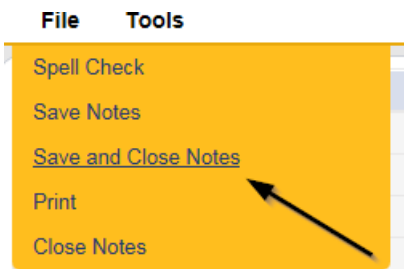 File Tools
Spell Check
Save Notes
Save and Close Notes
Print
Close Notes